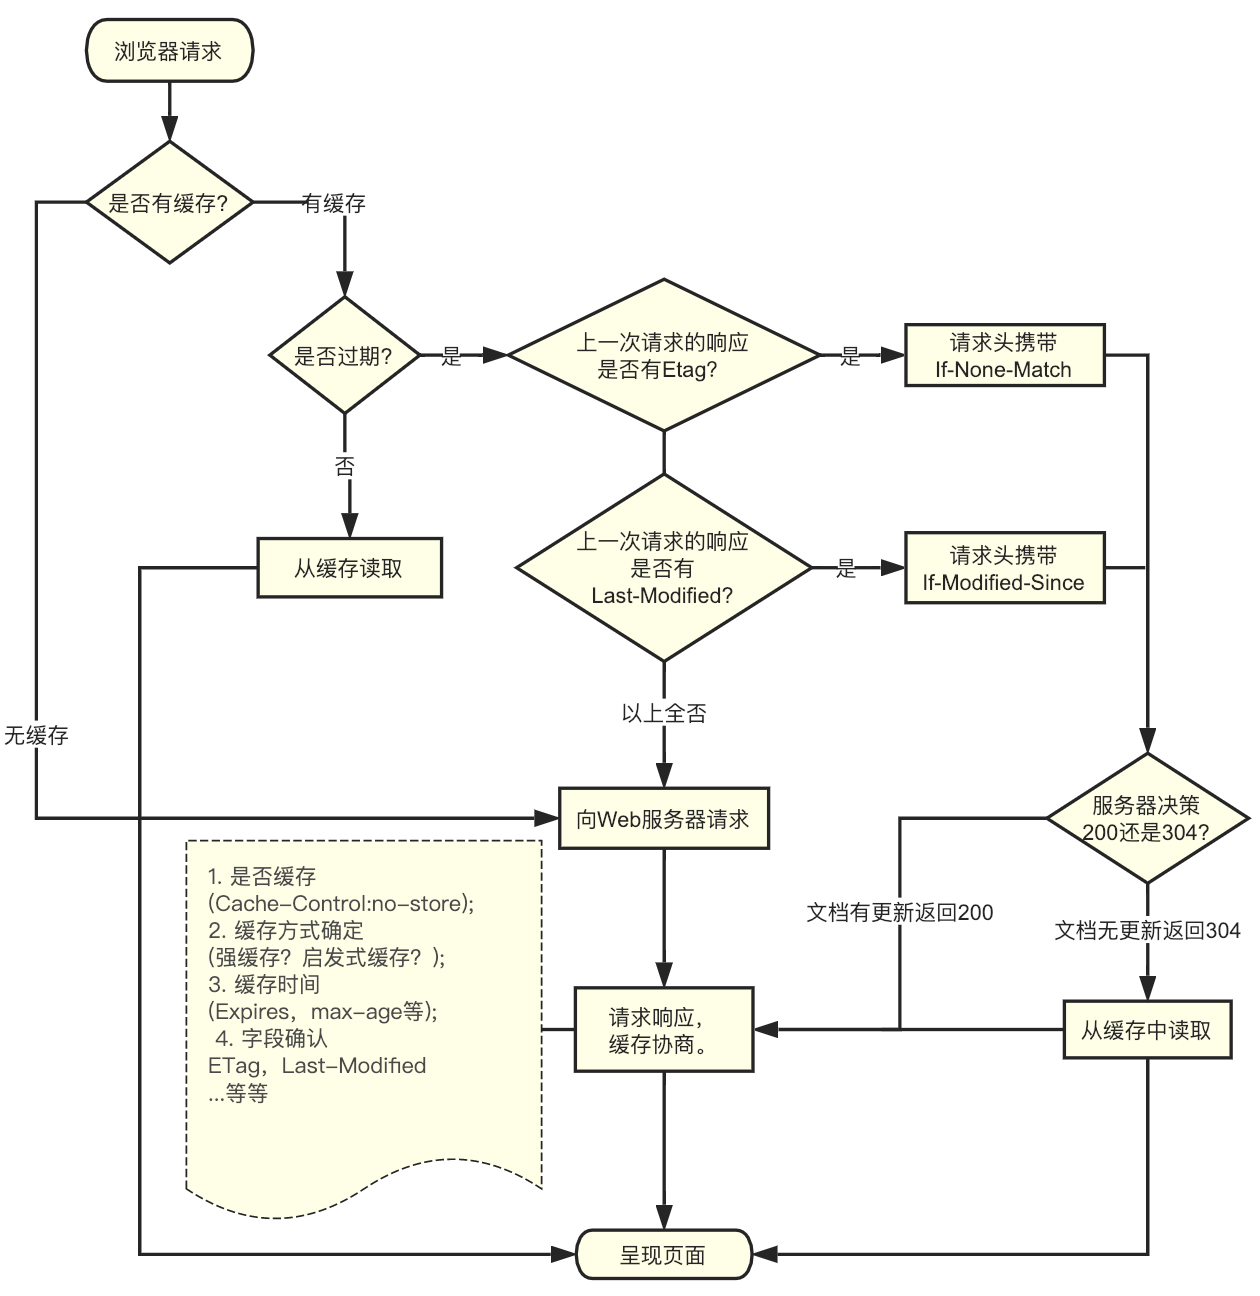 浏览器请求
是否有缓存?
有缓存
是否过期?
是
上一次请求的响应
是否有Etag?
是
请求头携带
If-None-Match
否
从缓存读取
上一次请求的响应
是否有
Last-Modified?
是
请求头携带
If-Modified-Since
以上全否
无缓存
向Web服务器请求
服务器决策
200还是304?
文档有更新返回200
文档无更新返回304
1. 是否缓存
(Cache-Control:no-store);
2. 缓存方式确定
(强缓存？启发式缓存？);
3. 缓存时间
(Expires，max-age等);
4. 字段确认
ETag，Last-Modified
...等等
请求响应，
缓存协商。
从缓存中读取
呈现页面